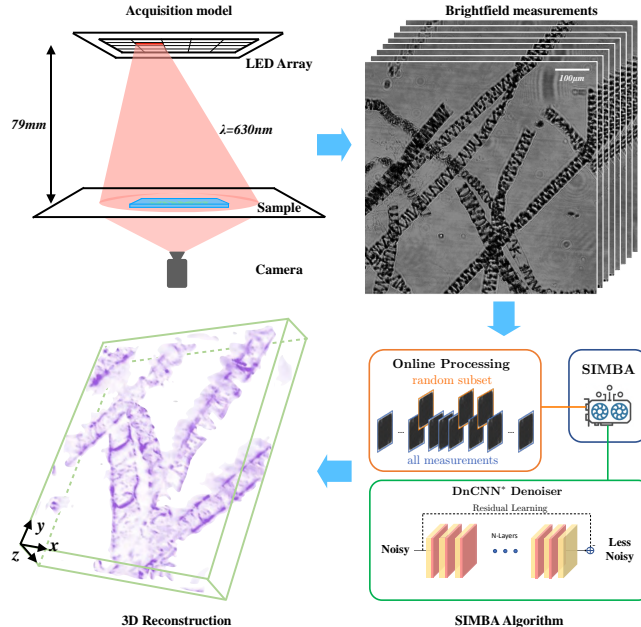 Acquisition model
LED Array
79mm
λ=630nm
Sample
Camera
Brightfield measurements
100μm
Online Processing
random subset
...
...
all measurements
SIMBA
DnCNN* Denoiser
Residual Learning
N-Layers
Noisy
Less
Noisy
SIMBA Algorithm
y
x
z
3D Reconstruction